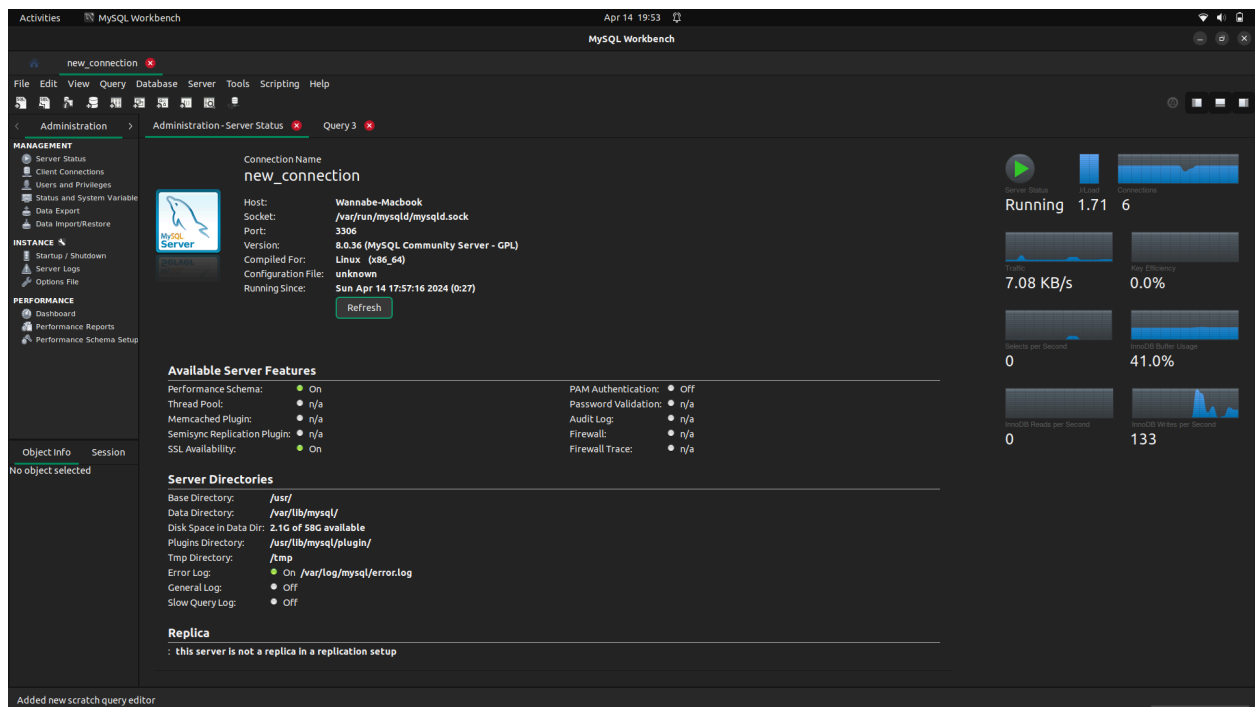 Activities MySQL Workbench Apr 14 19:53
MySQL Workbench
new_connection
File Edit View Query Database Server Tools Scripting Help
Administration
Administration - Server Status Query 3
MANAGEMENT
Server Status
Client Connections
Users and Privileges
Status and System Variable
Data Export
Data Import/Restore
INSTANCE
Startup / Shutdown
Server Logs
Options File
PERFORMANCE
Dashboard
Performance Reports
Performance Schema Setup
Object Info Session
No object selected
Connection Name
new_connection
MySQL
Server
Host: Wannabe-Macbook
Socket: /var/run/mysqld/mysqld.sock
Port: 3306
Version: 8.0.36 (MySQL Community Server - GPL)
Compiled For: Linux (x86_64)
Configuration File: unknown
Running Since: Sun Apr 14 17:57:16 2024 (0:27)
Refresh
Available Server Features
Performance Schema: On PAM Authentication: Off
Thread Pool: n/a Password Validation: n/a
Memcached Plugin: n/a Audit Log: n/a
Semisync Replication Plugin: n/a Firewall: n/a
SSL Availability: On Firewall Trace: n/a
Server Directories
Base Directory: /usr/
Data Directory: /var/lib/mysql/
Disk Space in Data Dir: 2.1G of 58G available
Plugins Directory: /usr/lib/mysql/plugin/
Tmp Directory: /tmp
Error Log: On /var/log/mysql/error.log
General Log: Off
Slow Query Log: Off
Replica
: this server is not a replica in a replication setup
Server Status Load Connections
Running 1.71 6
Traffic Key Efficiency
7.08 KB/s 0.0%
Selects per Second InnoDB Buffer Usage
0 41.0%
InnoDB Reads per Second InnoDB Writes per Second
0 133
Added new scratch query editor